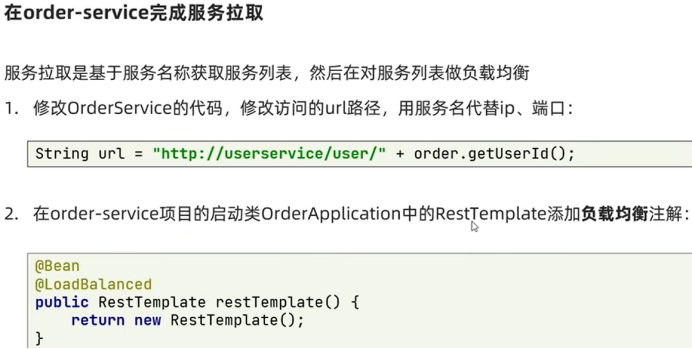 在order-service完成服务拉取
服务拉取是基于服务名称获取服务列表，然后在对服务列表做负载均衡
1. 修改OrderService的代码，修改访问的url路径，用服务名代替ip、端口：
String url = "http://userservice/user/" + order.getUserId();
2. 在order-service项目的启动类OrderApplication中的RestTemplate添加负载均衡注解：
@Bean
@LoadBalanced
public RestTemplate restTemplate() {
    return new RestTemplate();
}